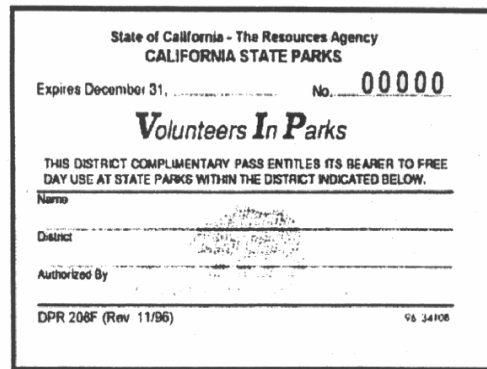 State of California - The Resources Agency
CALIFORNIA STATE PARKS
Expires December 31, No. 00000
Volunteers In Parks
THIS DISTRICT COMPLIMENTARY PASS ENTITLES ITS BEARER TO FREE
DAY USE AT STATE PARKS WITHIN THE DISTRICT INDICATED BELOW.
Name
District
Authorized By
DPR 208F (Rev 11/96) 96 34108